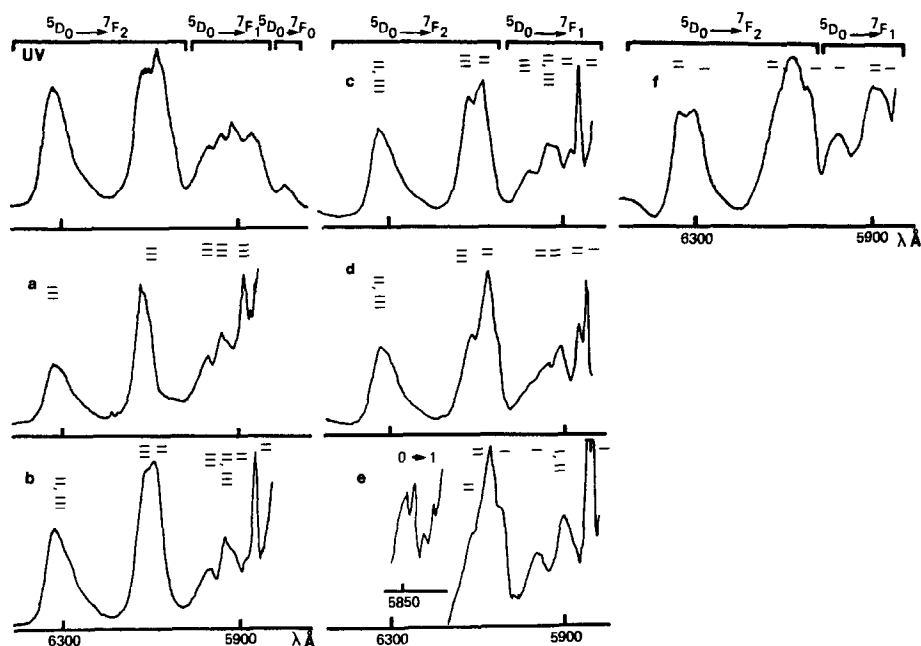 ⁵D₀→⁷F₂ ⁵D₀→⁷F₁ ⁵D₀→⁷F₀
UV
⁵D₀→⁷F₂ ⁵D₀→⁷F₁
c
⁵D₀→⁷F₂ ⁵D₀→⁷F₁
f
6300 5900 λ Å
a
d
b
6300 5900 λ Å
e
0→1
5850
5900 λ Å